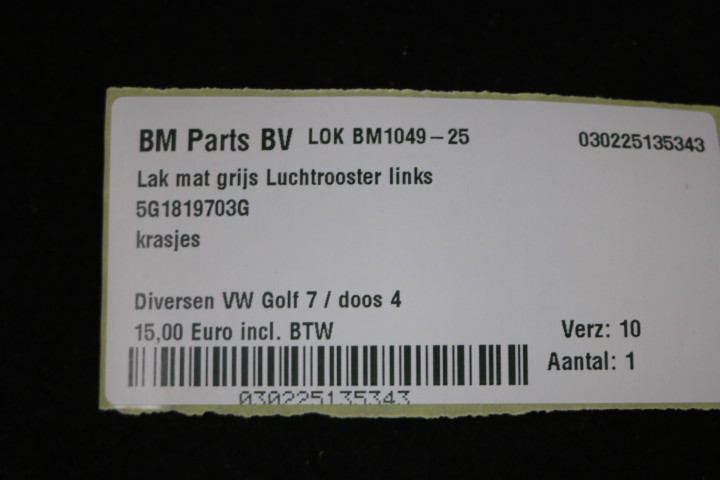 BM Parts BV LOK BM1049-25 030225135343
Lak mat grijs Luchtrooster links
5G1819703G
krasjes
Diversen VW Golf 7 / doos 4
15,00 Euro incl. BTW Verz: 10
Aantal: 1
030225135343